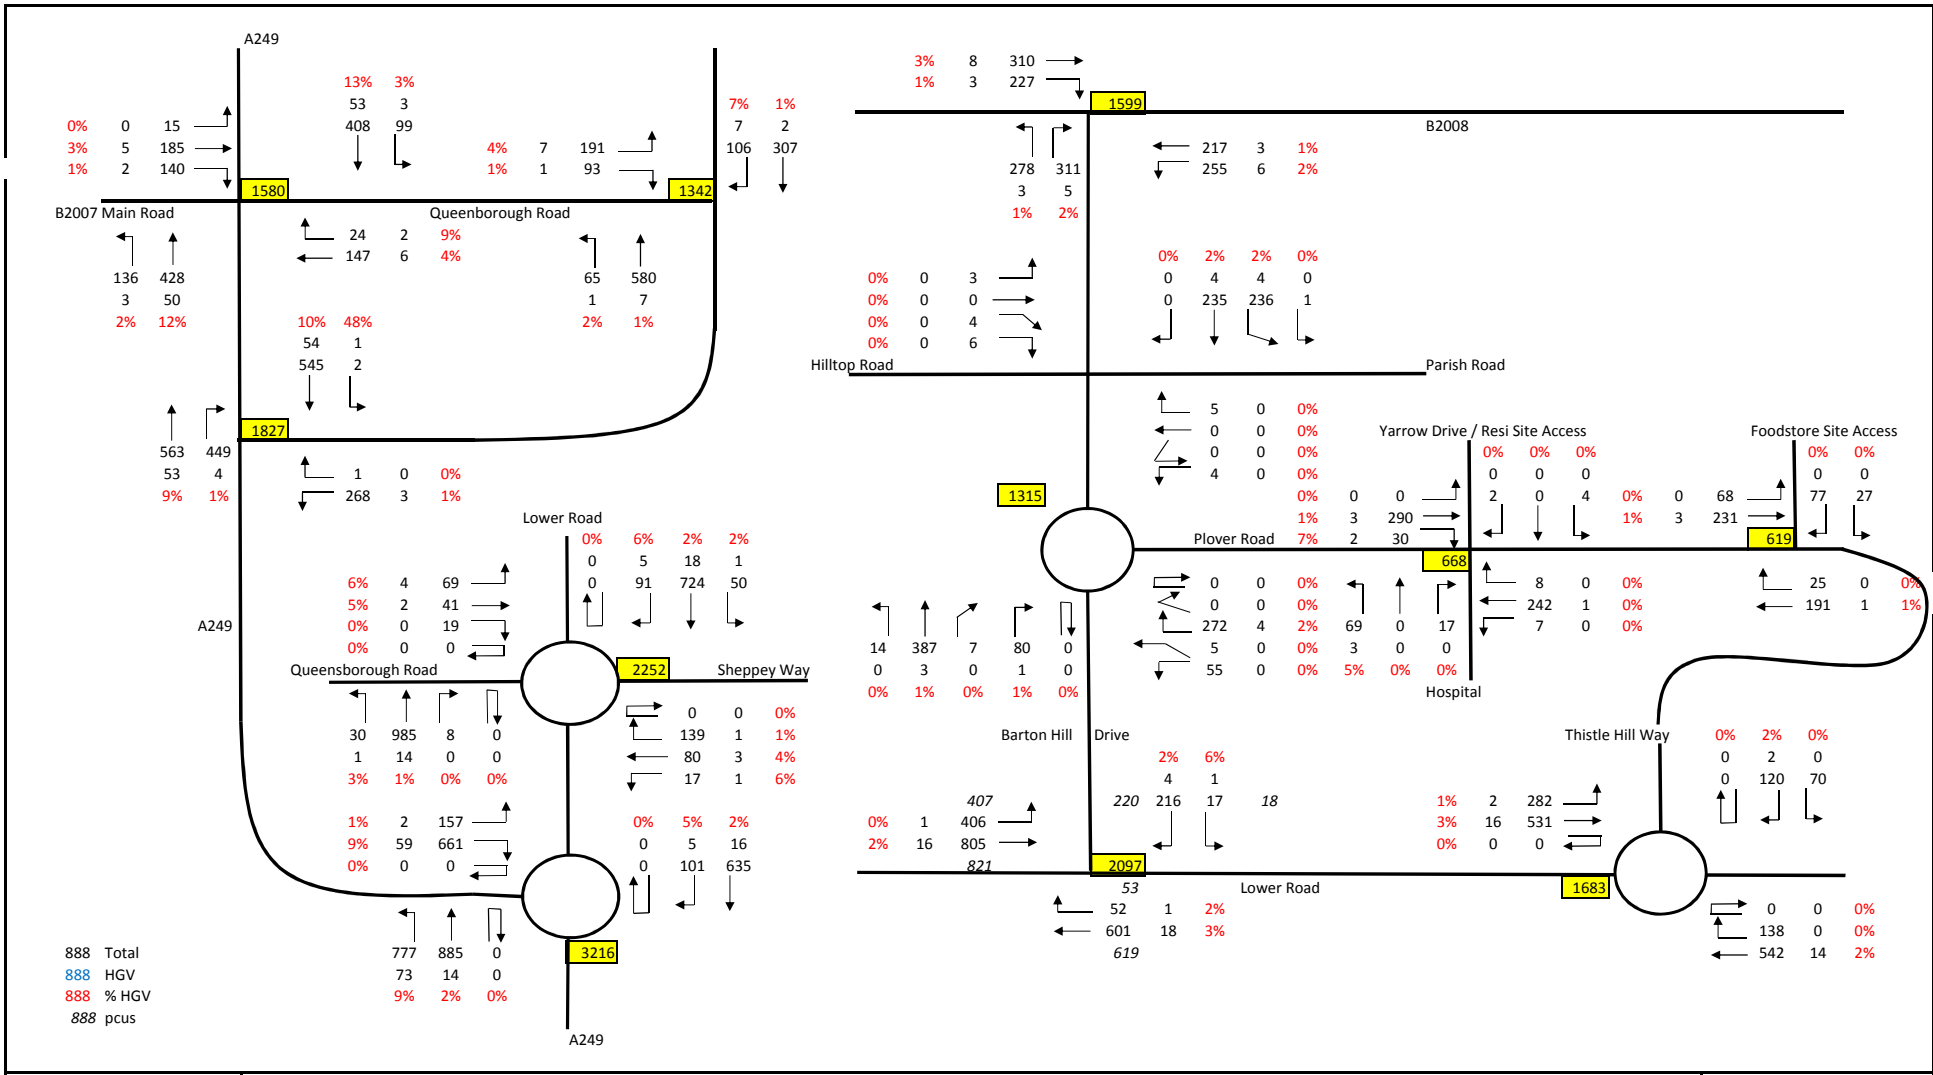 A249
13% 3%
53 3
408 99
0% 0 15
3% 5 185
1% 2 140
1580
B2007 Main Road
136 428
3 50
2% 12%
24 2 9%
147 6 4%
Queenborough Road
4% 7 191
1% 1 93
1342
7% 1%
7 2
106 307
65 580
1 7
2% 1%
10% 48%
54 1
545 2
1827
563 449
53 4
9% 1%
1 0 0%
268 3 1%
A249
Lower Road
0% 6% 2% 2%
0 5 18 1
0 91 724 50
6% 4 69
5% 2 41
0% 0 19
0% 0 0
Queensborough Road
2252
Sheppey Way
30 985 8 0
1 14 0 0
3% 1% 0% 0%
0 0 0%
139 1 1%
80 3 4%
17 1 6%
1% 2 157
9% 59 661
0% 0 0
0% 5% 2%
0 5 16
0 101 635
777 885 0
73 14 0
9% 2% 0%
3216
A249
888 Total
888 HGV
888 % HGV
888 pcus
3% 8 310
1% 3 227
1599
B2008
278 311
3 5
1% 2%
217 3 1%
255 6 2%
0% 0 3
0% 0 0
0% 0 4
0% 0 6
0% 2% 2% 0%
0 4 4 0
0 235 236 1
Hilltop Road
Parish Road
5 0 0%
0 0 0%
0 0 0%
4 0 0%
1315
Plover Road
14 387 7 80 0
0 3 0 1 0
0% 1% 0% 1% 0%
0 0 0%
0 0 0%
272 4 2%
5 0 0%
55 0 0%
Yarrow Drive / Resi Site Access
0% 0% 0%
0 0 0
2 0 4
0% 0 0
1% 3 290
7% 2 30
668
69 0 17
3 0 0
5% 0% 0%
Hospital
8 0 0%
242 1 0%
7 0 0%
Foodstore Site Access
0% 0%
0 0
77 27
0% 0 68
1% 3 231
619
25 0 0%
191 1 1%
Barton Hill Drive
2% 6%
4 1
220 216 17 18
407
0% 1 406
2% 16 805
821
2097
53
52 1 2%
601 18 3%
619
Lower Road
Thistle Hill Way
0% 2% 0%
0 2 0
0 120 70
1% 2 282
3% 16 531
0% 0 0
1683
0 0 0%
138 0 0%
542 14 2%